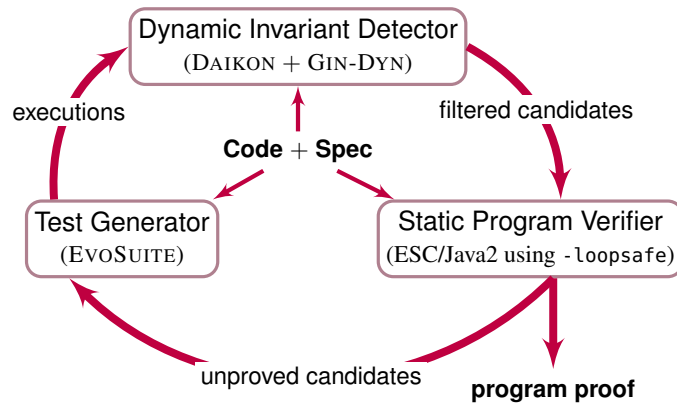 Dynamic Invariant Detector
(DAIKON + GIN-DYN)
executions
filtered candidates
Code + Spec
Test Generator
(EVOSUITE)
Static Program Verifier
(ESC/Java2 using -loopsafe)
unproved candidates
program proof